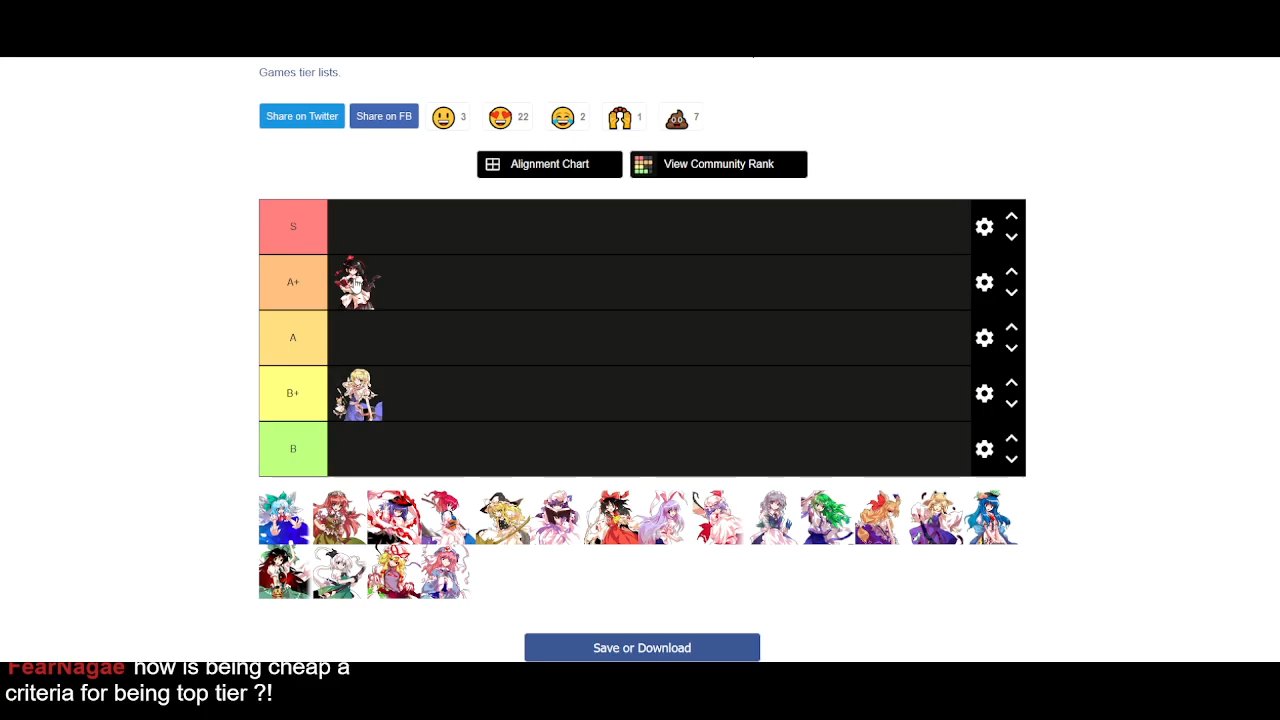 Games tier lists.
Share on Twitter
Share on FB
3
22
2
1
7
Alignment Chart
View Community Rank
S
A+
A
B+
B
Save or Download
FearNagae how is being cheap a
criteria for being top tier ?!